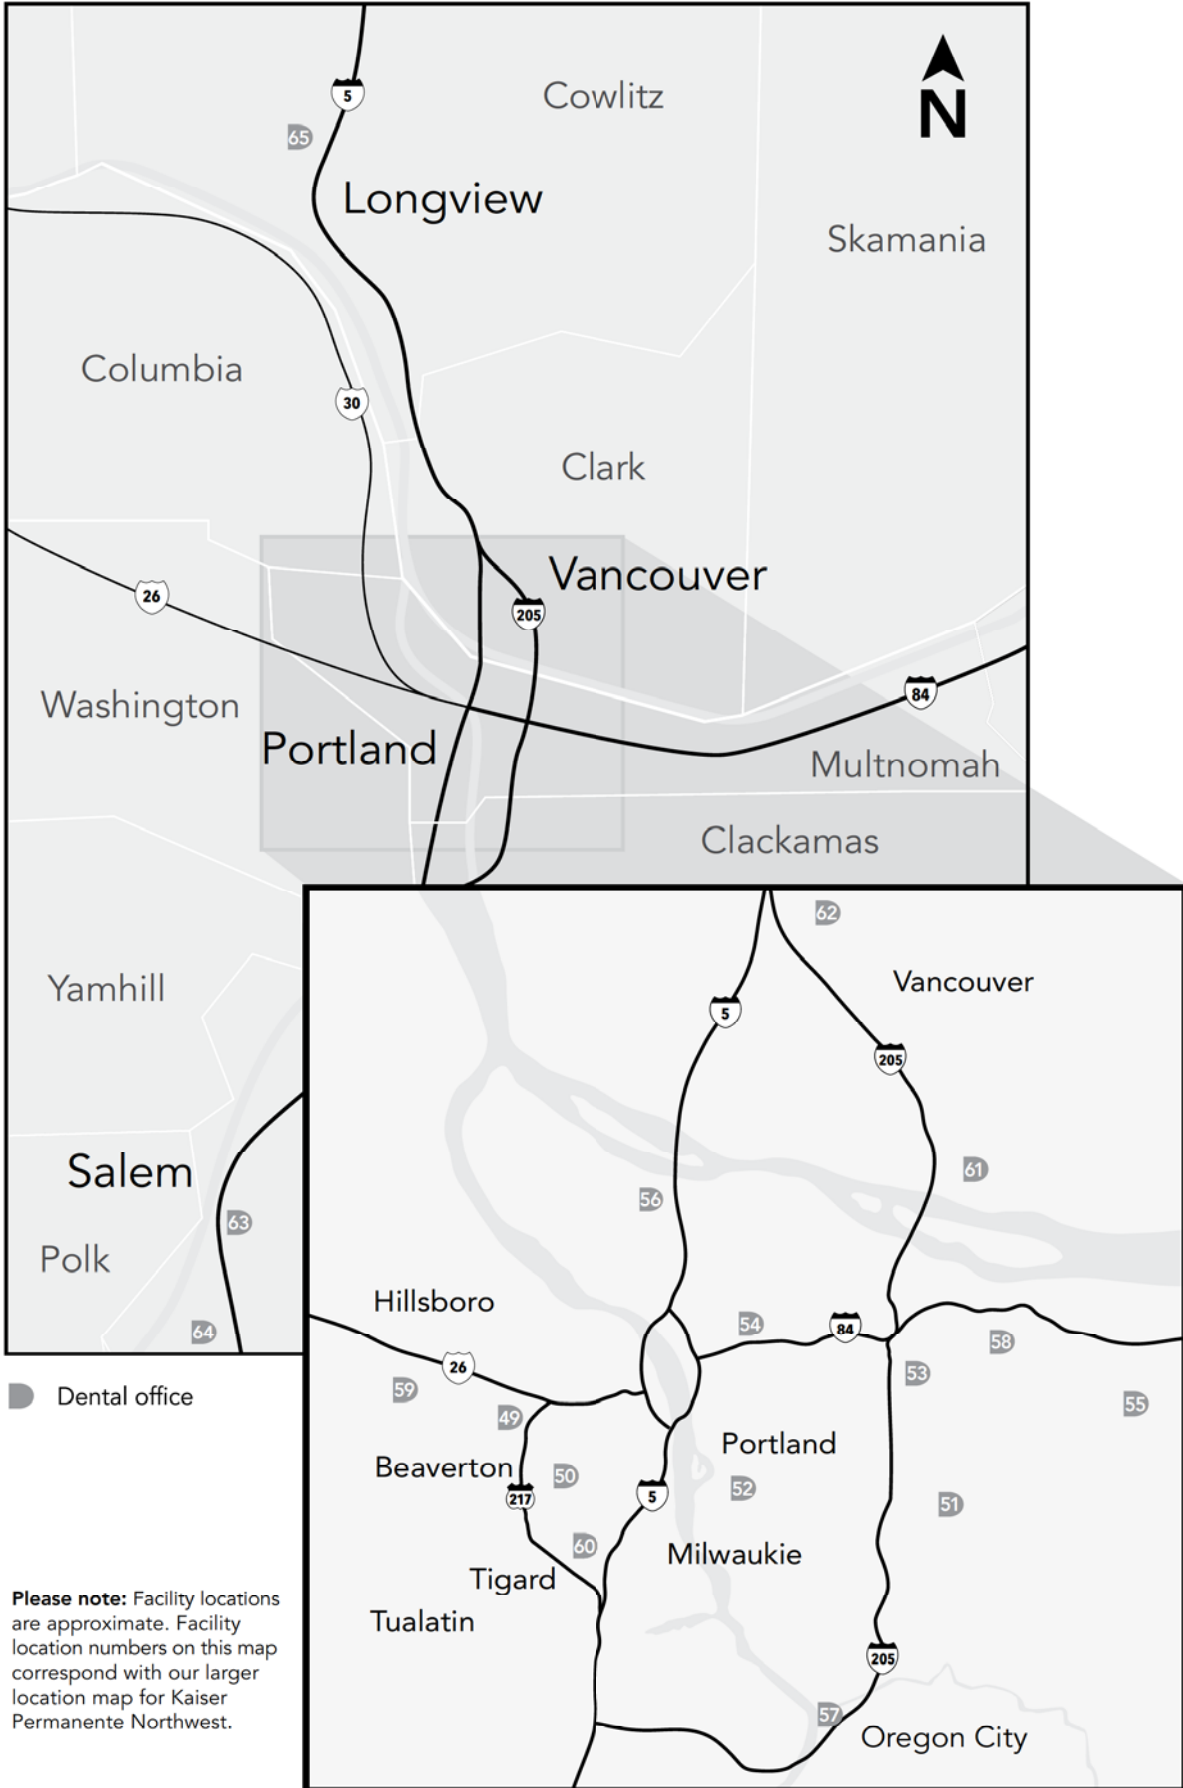 N
5
65
Cowlitz
Longview
Skamania
Columbia
30
Clark
Vancouver
26
205
84
Washington
Portland
Multnomah
Clackamas
Yamhill
Salem
63
Polk
64
62
Vancouver
5
205
61
56
Hillsboro
54
84
58
26
59
53
55
49
Portland
Beaverton
50
52
217
5
51
60
Milwaukie
Tigard
Tualatin
205
57
Oregon City
Dental office
Please note: Facility locations
are approximate. Facility
location numbers on this map
correspond with our larger
location map for Kaiser
Permanente Northwest.